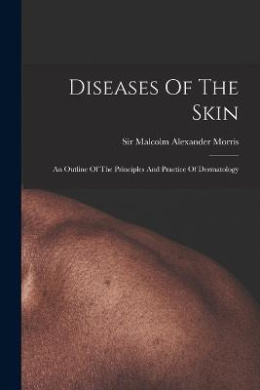 Diseases Of The
Skin
Sir Malcolm Alexander Morris
An Outline Of The Principles And Practice Of Dermatology